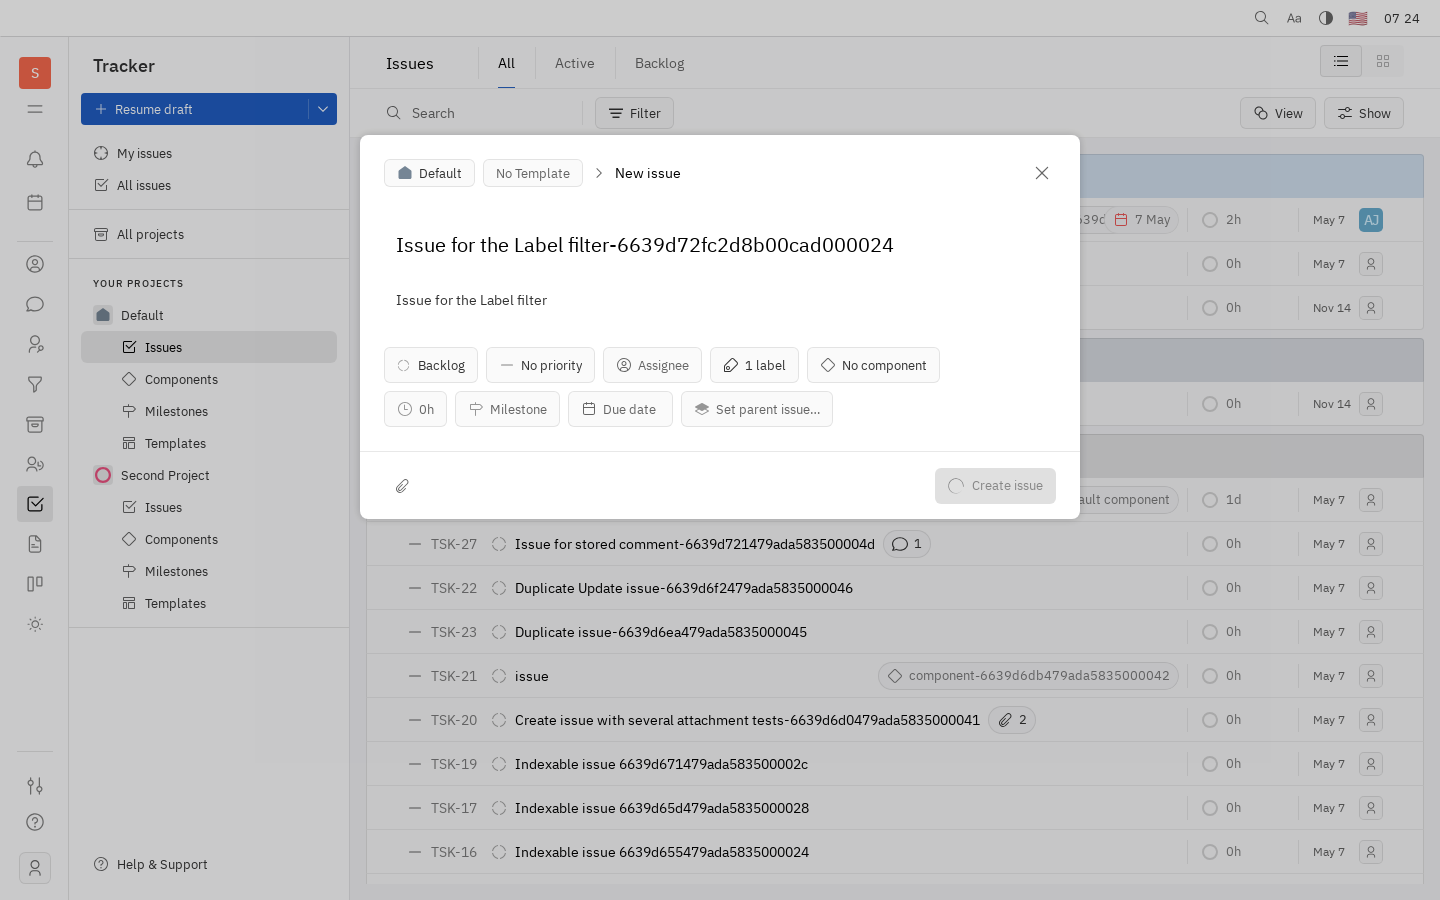 Aa 07 24
S
Tracker
Resume draft
My issues
All issues
All projects
YOUR PROJECTS
Default
Issues
Components
Milestones
Templates
Second Project
Issues
Components
Milestones
Templates
Help & Support
Issues All Active Backlog
Search Filter View Show
Default No Template New issue
Issue for the Label filter-6639d72fc2d8b00cad000024
Issue for the Label filter
Backlog No priority Assignee 1 label No component
0h Milestone Due date Set parent issue...
Create issue
639d 7 May 2h May 7 AJ
0h May 7
0h Nov 14
0h Nov 14
ault component 1d May 7
TSK-27 Issue for stored comment-6639d721479ada583500004d 1 0h May 7
TSK-22 Duplicate Update issue-6639d6f2479ada5835000046 0h May 7
TSK-23 Duplicate issue-6639d6ea479ada5835000045 0h May 7
TSK-21 issue component-6639d6db479ada5835000042 0h May 7
TSK-20 Create issue with several attachment tests-6639d6d0479ada5835000041 2 0h May 7
TSK-19 Indexable issue 6639d671479ada583500002c 0h May 7
TSK-17 Indexable issue 6639d65d479ada5835000028 0h May 7
TSK-16 Indexable issue 6639d655479ada5835000024 0h May 7